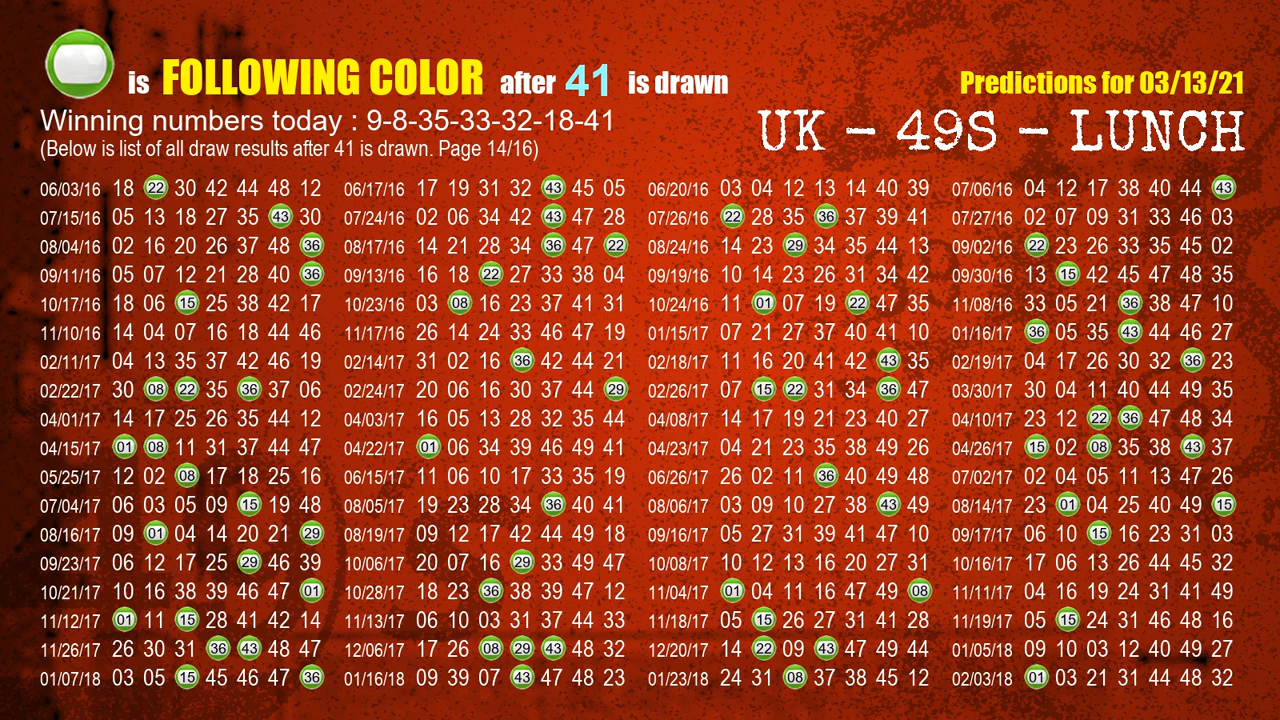 is FOLLOWING COLOR after 41 is drawn
Predictions for 03/13/21
Winning numbers today : 9-8-35-33-32-18-41
UK - 49S - LUNCH
(Below is list of all draw results after 41 is drawn. Page 14/16)
06/03/16 18 22 30 42 44 48 12 06/17/16 17 19 31 32 43 45 05 06/20/16 03 04 12 13 14 40 39 07/06/16 04 12 17 38 40 44 43
07/15/16 05 13 18 27 35 43 30 07/24/16 02 06 34 42 43 47 28 07/26/16 22 28 35 36 37 39 41 07/27/16 02 07 09 31 33 46 03
08/04/16 02 16 20 26 37 48 36 08/17/16 14 21 28 34 36 47 22 08/24/16 14 23 29 34 35 44 13 09/02/16 22 23 26 33 35 45 02
09/11/16 05 07 12 21 28 40 36 09/13/16 16 18 22 27 33 38 04 09/19/16 10 14 23 26 31 34 42 09/30/16 13 15 42 45 47 48 35
10/17/16 18 06 15 25 38 42 17 10/23/16 03 08 16 23 37 41 31 10/24/16 11 01 07 19 22 47 35 11/08/16 33 05 21 36 38 47 10
11/10/16 14 04 07 16 18 44 46 11/17/16 26 14 24 33 46 47 19 01/15/17 07 21 27 37 40 41 10 01/16/17 36 05 35 43 44 46 27
02/11/17 04 13 35 37 42 46 19 02/14/17 31 02 16 36 42 44 21 02/18/17 11 16 20 41 42 43 35 02/19/17 04 17 26 30 32 36 23
02/22/17 30 08 22 35 36 37 06 02/24/17 20 06 16 30 37 44 29 02/26/17 07 15 22 31 34 36 47 03/30/17 30 04 11 40 44 49 35
04/01/17 14 17 25 26 35 44 12 04/03/17 16 05 13 28 32 35 44 04/08/17 14 17 19 21 23 40 27 04/10/17 23 12 22 36 47 48 34
04/15/17 01 08 11 31 37 44 47 04/22/17 01 06 34 39 46 49 41 04/23/17 04 21 23 35 38 49 26 04/26/17 15 02 08 35 38 43 37
05/25/17 12 02 08 17 18 25 16 06/15/17 11 06 10 17 33 35 19 06/26/17 26 02 11 36 40 49 48 07/02/17 02 04 05 11 13 47 26
07/04/17 06 03 05 09 15 19 48 08/05/17 19 23 28 34 36 40 41 08/06/17 03 09 10 27 38 43 49 08/14/17 23 01 04 25 40 49 15
08/16/17 09 01 04 14 20 21 29 08/19/17 09 12 17 42 44 49 18 09/16/17 05 27 31 39 41 47 10 09/17/17 06 10 15 16 23 31 03
09/23/17 06 12 17 25 29 46 39 10/06/17 20 07 16 29 33 49 47 10/08/17 10 12 13 16 20 27 31 10/16/17 17 06 13 26 44 45 32
10/21/17 10 16 38 39 46 47 01 10/28/17 18 23 36 38 39 47 12 11/04/17 01 04 11 16 47 49 08 11/11/17 04 16 19 24 31 41 49
11/12/17 01 11 15 28 41 42 14 11/13/17 06 10 03 31 37 44 33 11/18/17 05 15 26 27 31 41 28 11/19/17 05 15 24 31 46 48 16
11/26/17 26 30 31 36 43 48 47 12/06/17 17 26 08 29 43 48 32 12/20/17 14 22 09 43 47 49 44 01/05/18 09 10 03 12 40 49 27
01/07/18 03 05 15 45 46 47 36 01/16/18 09 39 07 43 47 48 23 01/23/18 24 31 08 37 38 45 12 02/03/18 01 03 21 31 44 48 32